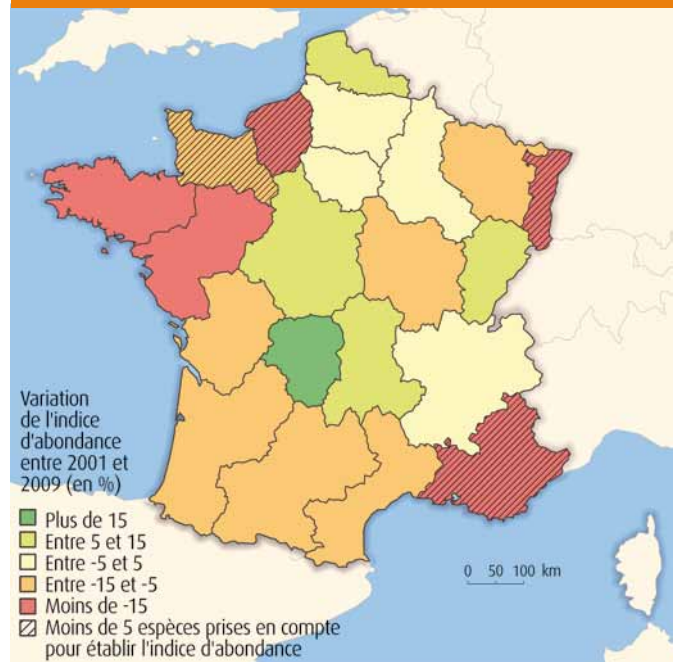 Variation
de l'indice
d'abondance
entre 2001 et
2009 (en %)
Plus de 15
Entre 5 et 15
Entre -5 et 5
Entre -15 et -5
Moins de -15
Moins de 5 espèces prises en compte
pour établir l'indice d'abondance
0 50 100 km